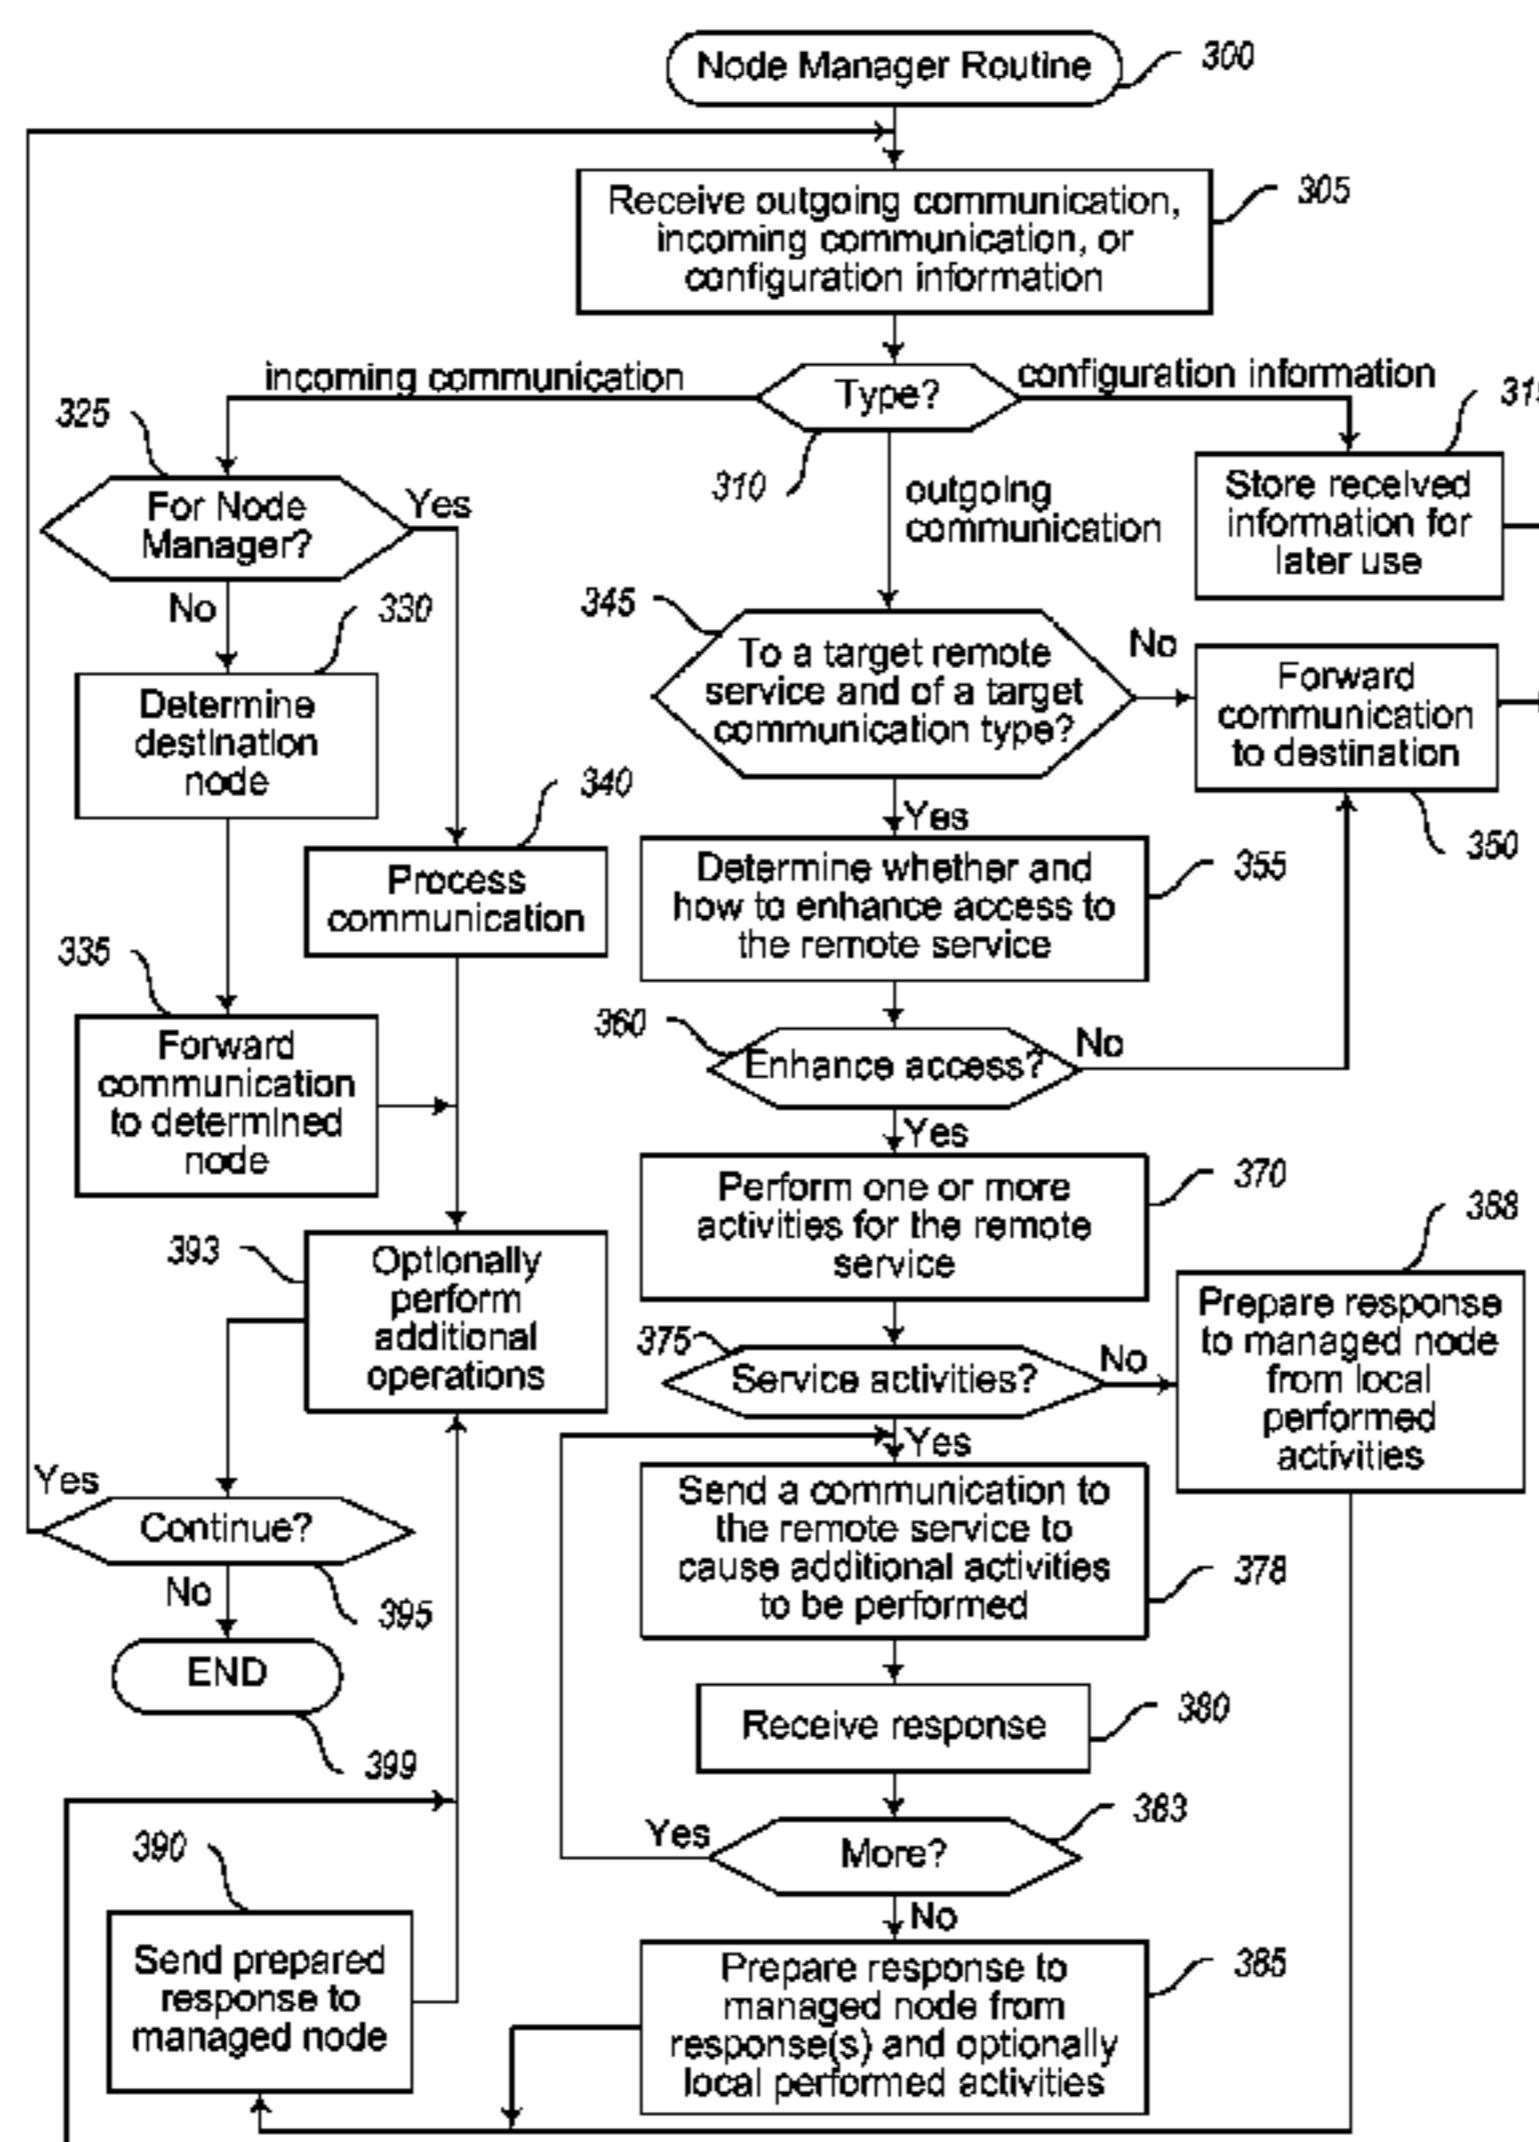 Node Manager Routine
300
Receive outgoing communication,
incoming communication, or
configuration information
305
incoming communication
Type?
configuration information
310
325
For Node
Manager?
Yes
No
outgoing
communication
Store received
information for
later use
330
Determine
destination
node
345
To a target remote
service and of a target
communication type?
No
Forward
communication
to destination
350
340
Process
communication
Yes
Determine whether and
how to enhance access to
the remote service
355
335
Forward
communication
to determined
node
360
Enhance access?
No
Yes
Perform one or more
activities for the remote
service
370
388
Prepare response
to managed node
from local
performed
activities
393
Optionally
perform
additional
operations
375
Service activities?
No
Yes
Send a communication to
the remote service to
cause additional activities
to be performed
378
Yes
Continue?
No
395
END
399
Receive response
380
More?
383
Yes
No
390
Send prepared
response to
managed node
Prepare response to
managed node from
response(s) and optionally
local performed activities
385